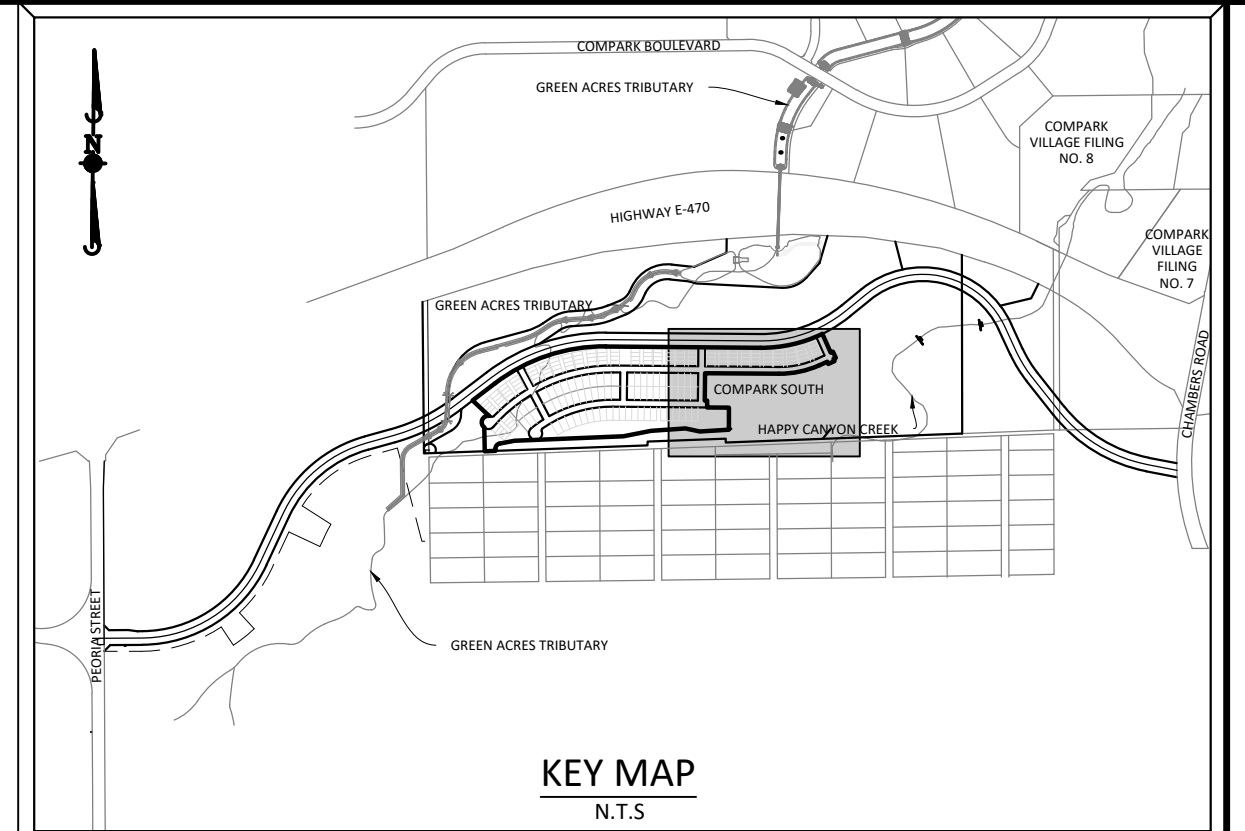 COMPARK BOULEVARD
GREEN ACRES TRIBUTARY
COMPARK
VILLAGE FILING
NO. 8
N
HIGHWAY E-470
COMPARK
VILLAGE
FILING
NO. 7
GREEN ACRES TRIBUTARY
COMPARK SOUTH
HAPPY CANYON CREEK
CHAMBERS ROAD
PEORIA STREET
GREEN ACRES TRIBUTARY
KEY MAP
N.T.S